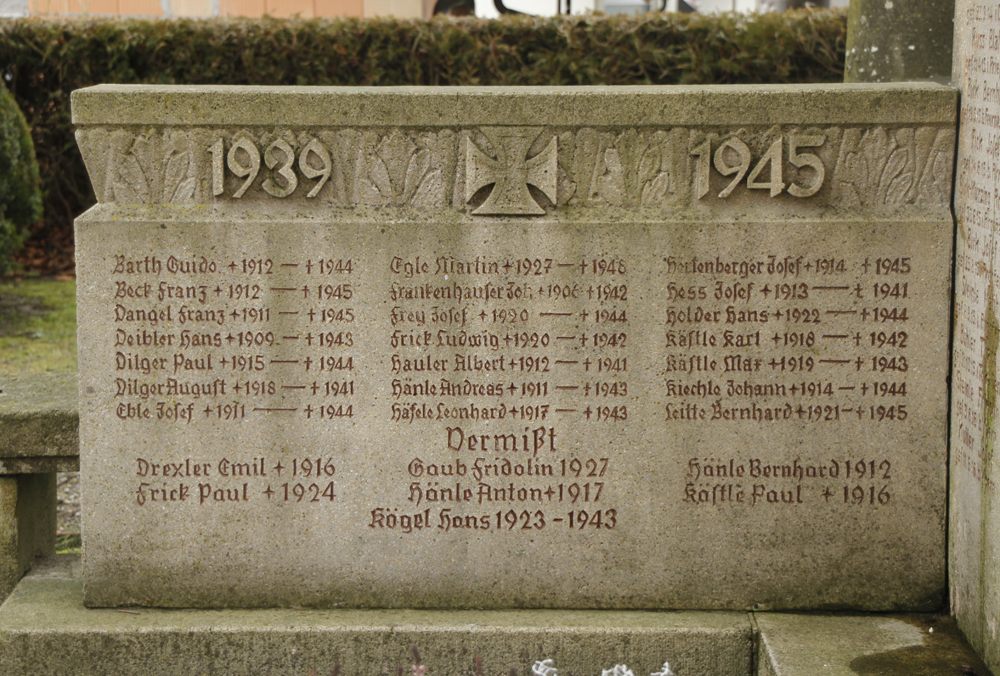 1939 1945
Barth Guido +1912 — +1944
Beck Franz +1912 — +1945
Dangel Franz +1911 — +1945
Deibler Hans +1909 — +1943
Dilger Paul +1915 — +1944
Dilger August +1918 — +1941
Eble Josef +1911 — +1944
Egle Martin +1927 — +1948
Frankenhauser Joh. +1906 +1942
Frey Josef +1920 — +1944
Frick Ludwig +1920 — +1942
Hauler Albert +1912 — +1941
Hänle Andreas +1911 — +1943
Häfele Leonhard +1917 — +1943
Hertenberger Josef +1914 — +1945
Hess Josef +1913 — +1941
Holder Hans +1922 — +1944
Kästle Karl +1918 — +1942
Kästle Max +1919 — +1943
Kiechle Johann +1914 — +1944
Leitte Bernhard +1921 — +1945
Vermißt
Drexler Emil +1916
Frick Paul +1924
Gaub Fridolin 1927
Hänle Anton +1917
Kögel Hans 1923 - 1943
Hänle Bernhard 1912
Kästle Paul +1916